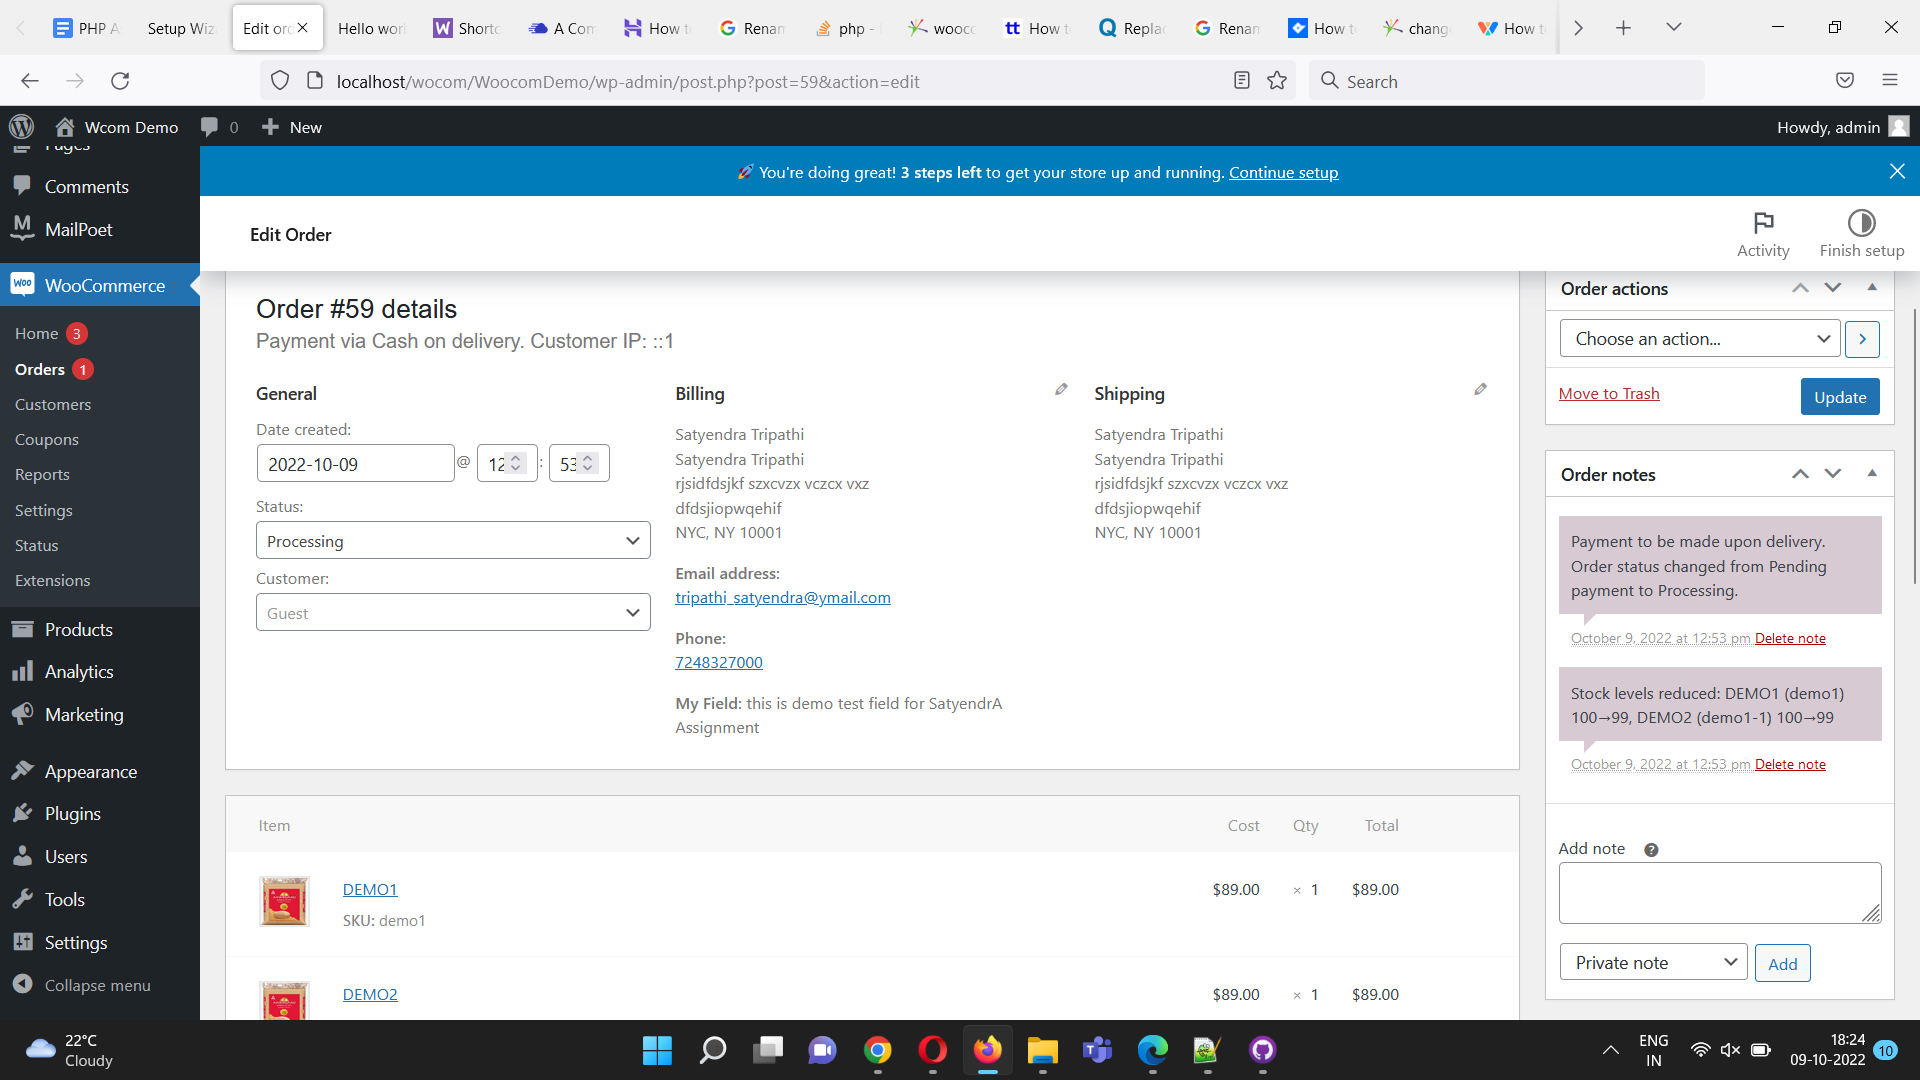 PHP A
Setup Wiz
Edit orc
Hello worl
Shortc
A Com
How t
Renam
php -
wooco
How t
Replac
Renam
How t
chang
How t
localhost/wocom/WoocomDemo/wp-admin/post.php?post=59&action=edit
Search
Wcom Demo
0
New
Howdy, admin
Pages
Comments
MailPoet
WooCommerce
Home 3
Orders 1
Customers
Coupons
Reports
Settings
Status
Extensions
Products
Analytics
Marketing
Appearance
Plugins
Users
Tools
Settings
Collapse menu
You're doing great! 3 steps left to get your store up and running. Continue setup
Edit Order
Activity
Finish setup
Order #59 details
Payment via Cash on delivery. Customer IP: ::1
General
Date created:
2022-10-09 @ 12 : 53
Status:
Processing
Customer:
Guest
Billing
Satyendra Tripathi
Satyendra Tripathi
rjsidfdsjkf szxcvzx vczcx vxz
dfdsjiopwqehif
NYC, NY 10001
Email address:
tripathi_satyendra@ymail.com
Phone:
7248327000
My Field: this is demo test field for SatyendrA
Assignment
Shipping
Satyendra Tripathi
Satyendra Tripathi
rjsidfdsjkf szxcvzx vczcx vxz
dfdsjiopwqehif
NYC, NY 10001
Item Cost Qty Total
DEMO1 $89.00 × 1 $89.00
SKU: demo1
DEMO2 $89.00 × 1 $89.00
Order actions
Choose an action...
Move to Trash
Update
Order notes
Payment to be made upon delivery.
Order status changed from Pending
payment to Processing.
October 9, 2022 at 12:53 pm Delete note
Stock levels reduced: DEMO1 (demo1)
100→99, DEMO2 (demo1-1) 100→99
October 9, 2022 at 12:53 pm Delete note
Add note
Private note
Add
22°C
Cloudy
ENG
IN
18:24
09-10-2022
10